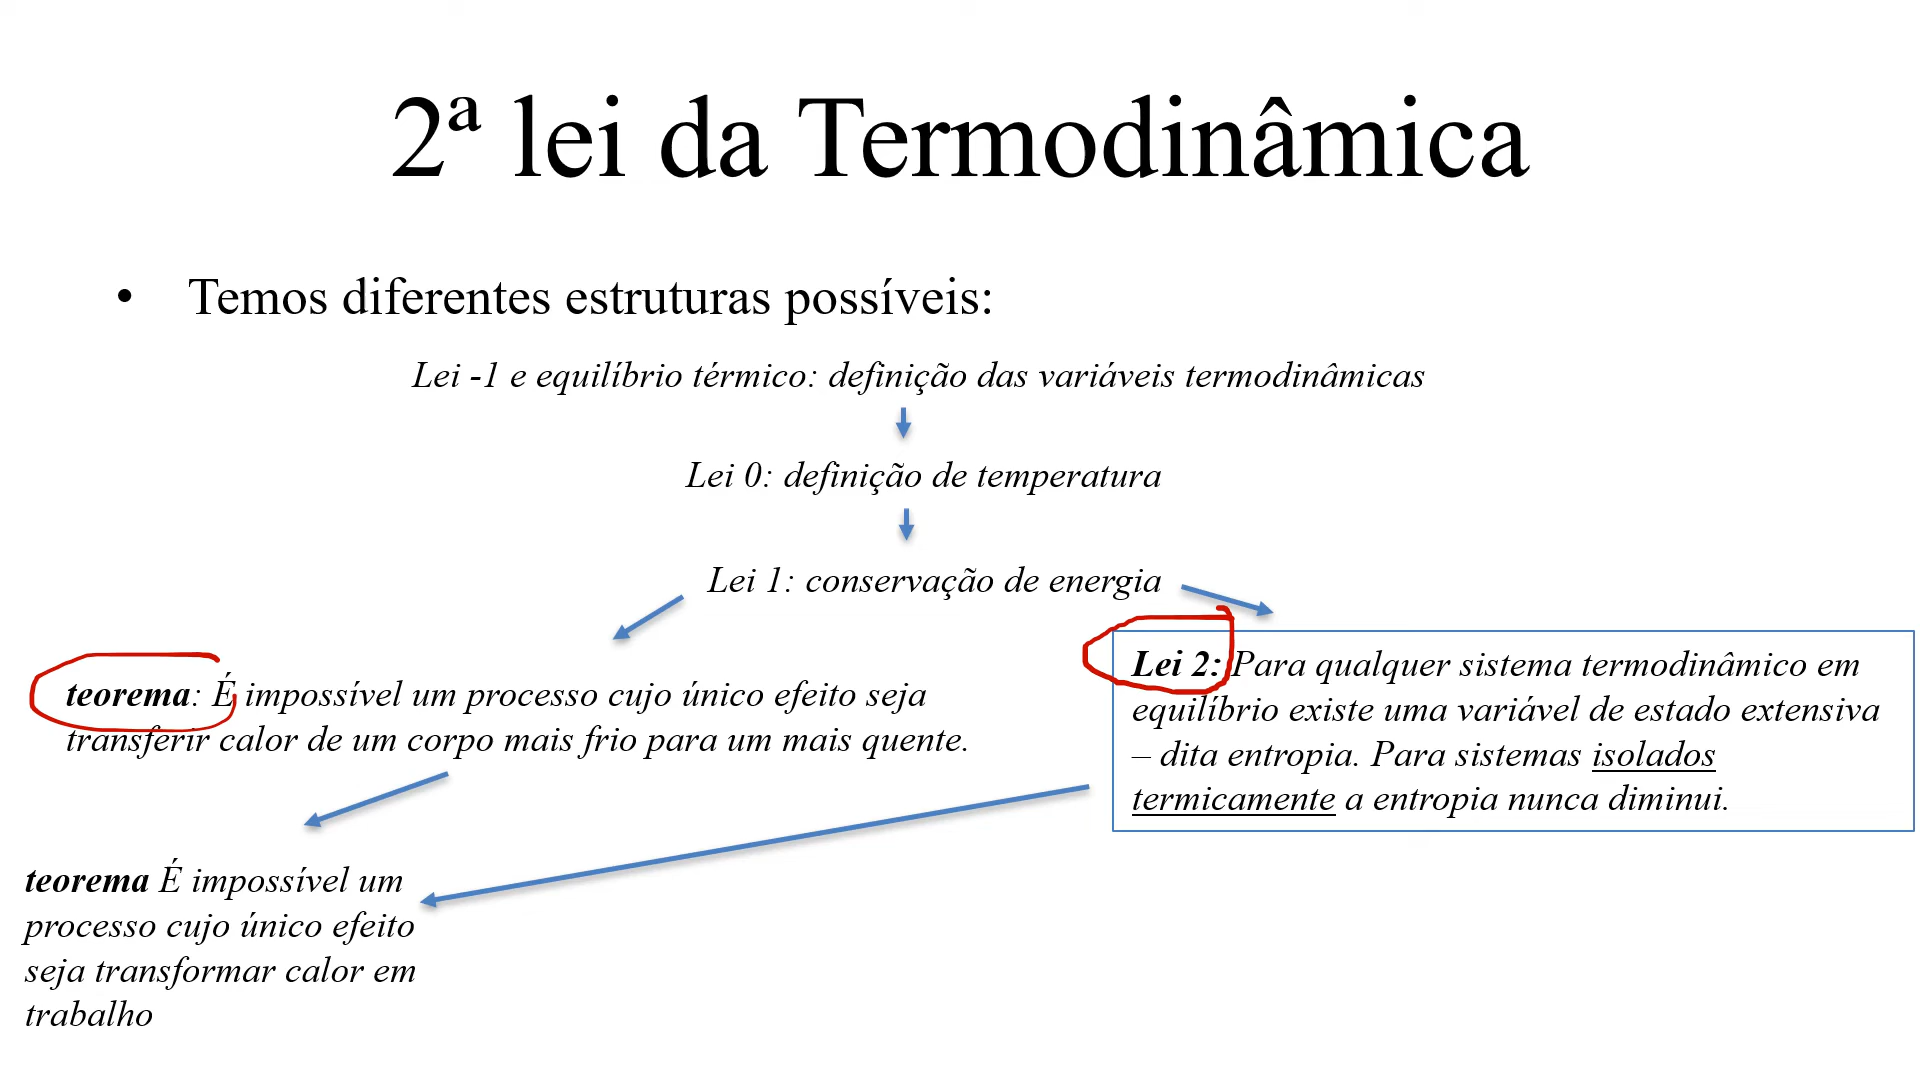 2ª lei da Termodinâmica
• Temos diferentes estruturas possíveis:
Lei -1 e equilíbrio térmico: definição das variáveis termodinâmicas
Lei 0: definição de temperatura
Lei 1: conservação de energia
teorema: É impossível um processo cujo único efeito seja
transferir calor de um corpo mais frio para um mais quente.
Lei 2: Para qualquer sistema termodinâmico em
equilíbrio existe uma variável de estado extensiva
– dita entropia. Para sistemas isolados
termicamente a entropia nunca diminui.
teorema É impossível um
processo cujo único efeito
seja transformar calor em
trabalho